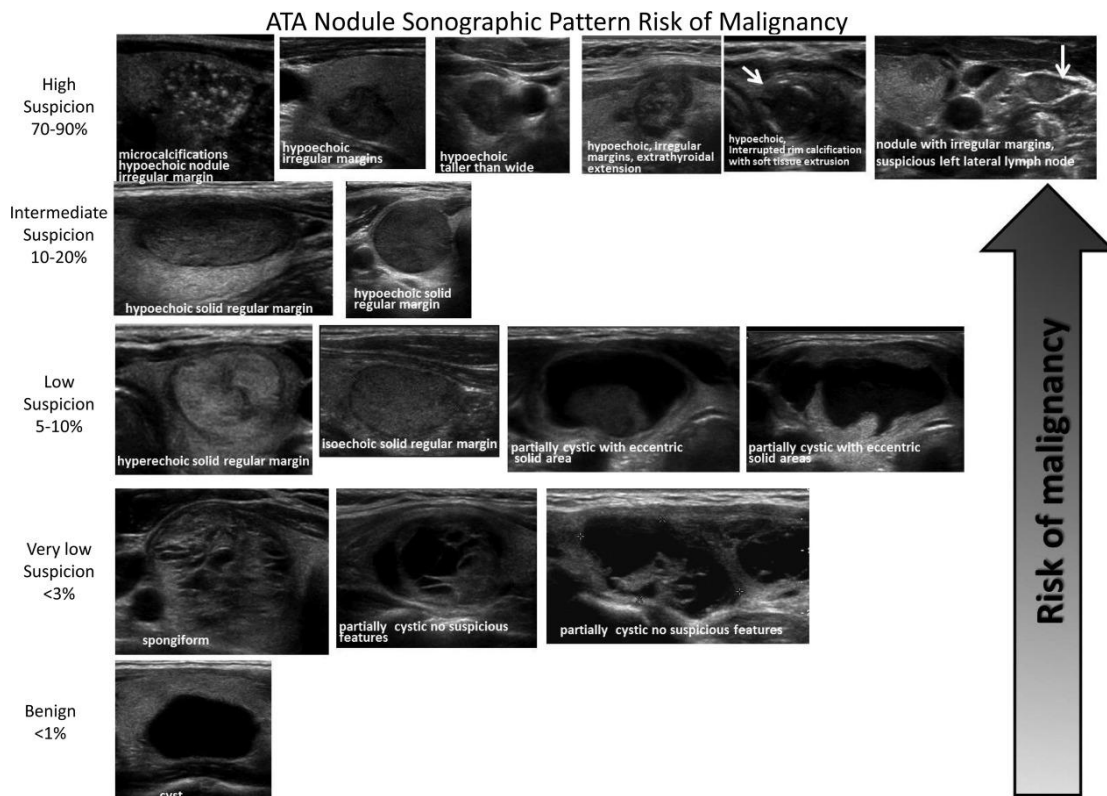 ATA Nodule Sonographic Pattern Risk of Malignancy
High
Suspicion
70-90%
microcalcifications
hypoechoic nodule
irregular margin
hypoechoic
irregular margins
hypoechoic
taller than wide
hypoechoic, irregular
margins, extrathyroidal
extension
hypoechoic,
Interrupted rim calcification
with soft tissue extrusion
nodule with irregular margins,
suspicious left lateral lymph node
Intermediate
Suspicion
10-20%
hypoechoic solid regular margin
hypoechoic solid
regular margin
Low
Suspicion
5-10%
hyperechoic solid regular margin
isoechoic solid regular margin
partially cystic with eccentric
solid area
partially cystic with eccentric
solid areas
Very low
Suspicion
<3%
spongiform
partially cystic no suspicious
features
partially cystic no suspicious features
Benign
<1%
cyst
Risk of malignancy